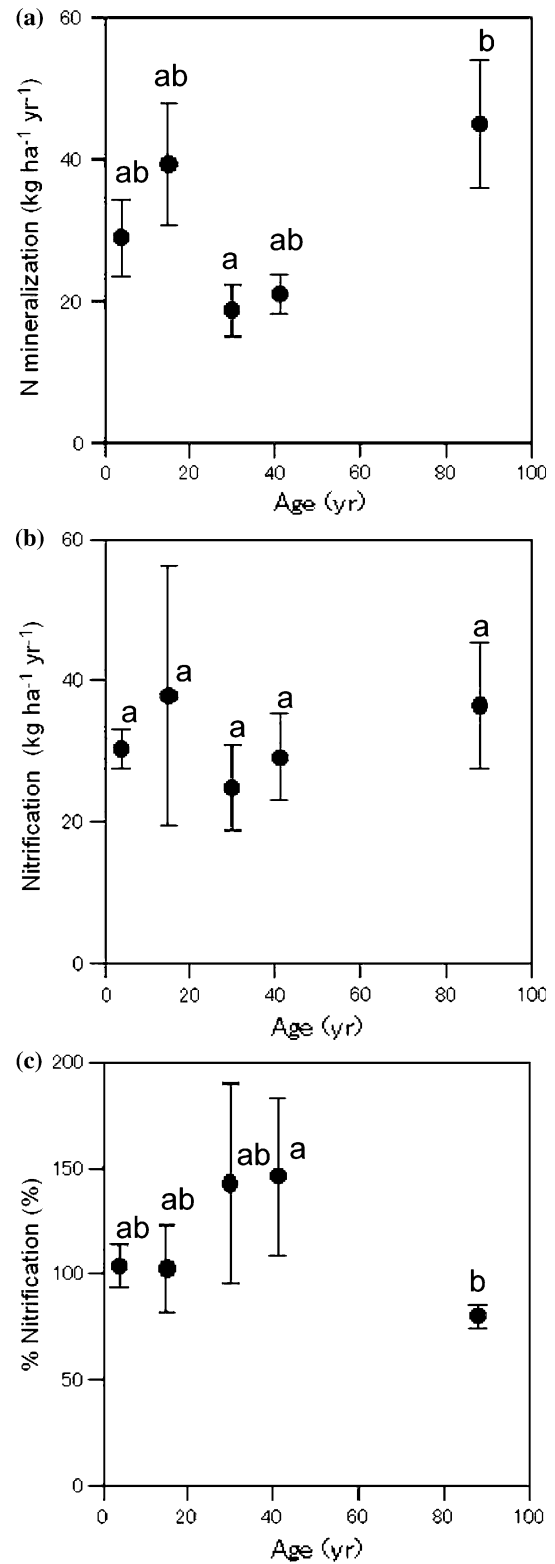 (a)
N mineralization (kg ha⁻¹ yr⁻¹)
60
40
20
0
ab
ab
a
ab
b
0 20 40 60 80 100
Age (yr)
(b)
Nitrification (kg ha⁻¹ yr⁻¹)
60
40
20
0
a
a
a
a
a
0 20 40 60 80 100
Age (yr)
(c)
% Nitrification (%)
200
150
100
50
0
ab
ab
ab
a
b
0 20 40 60 80 100
Age (yr)